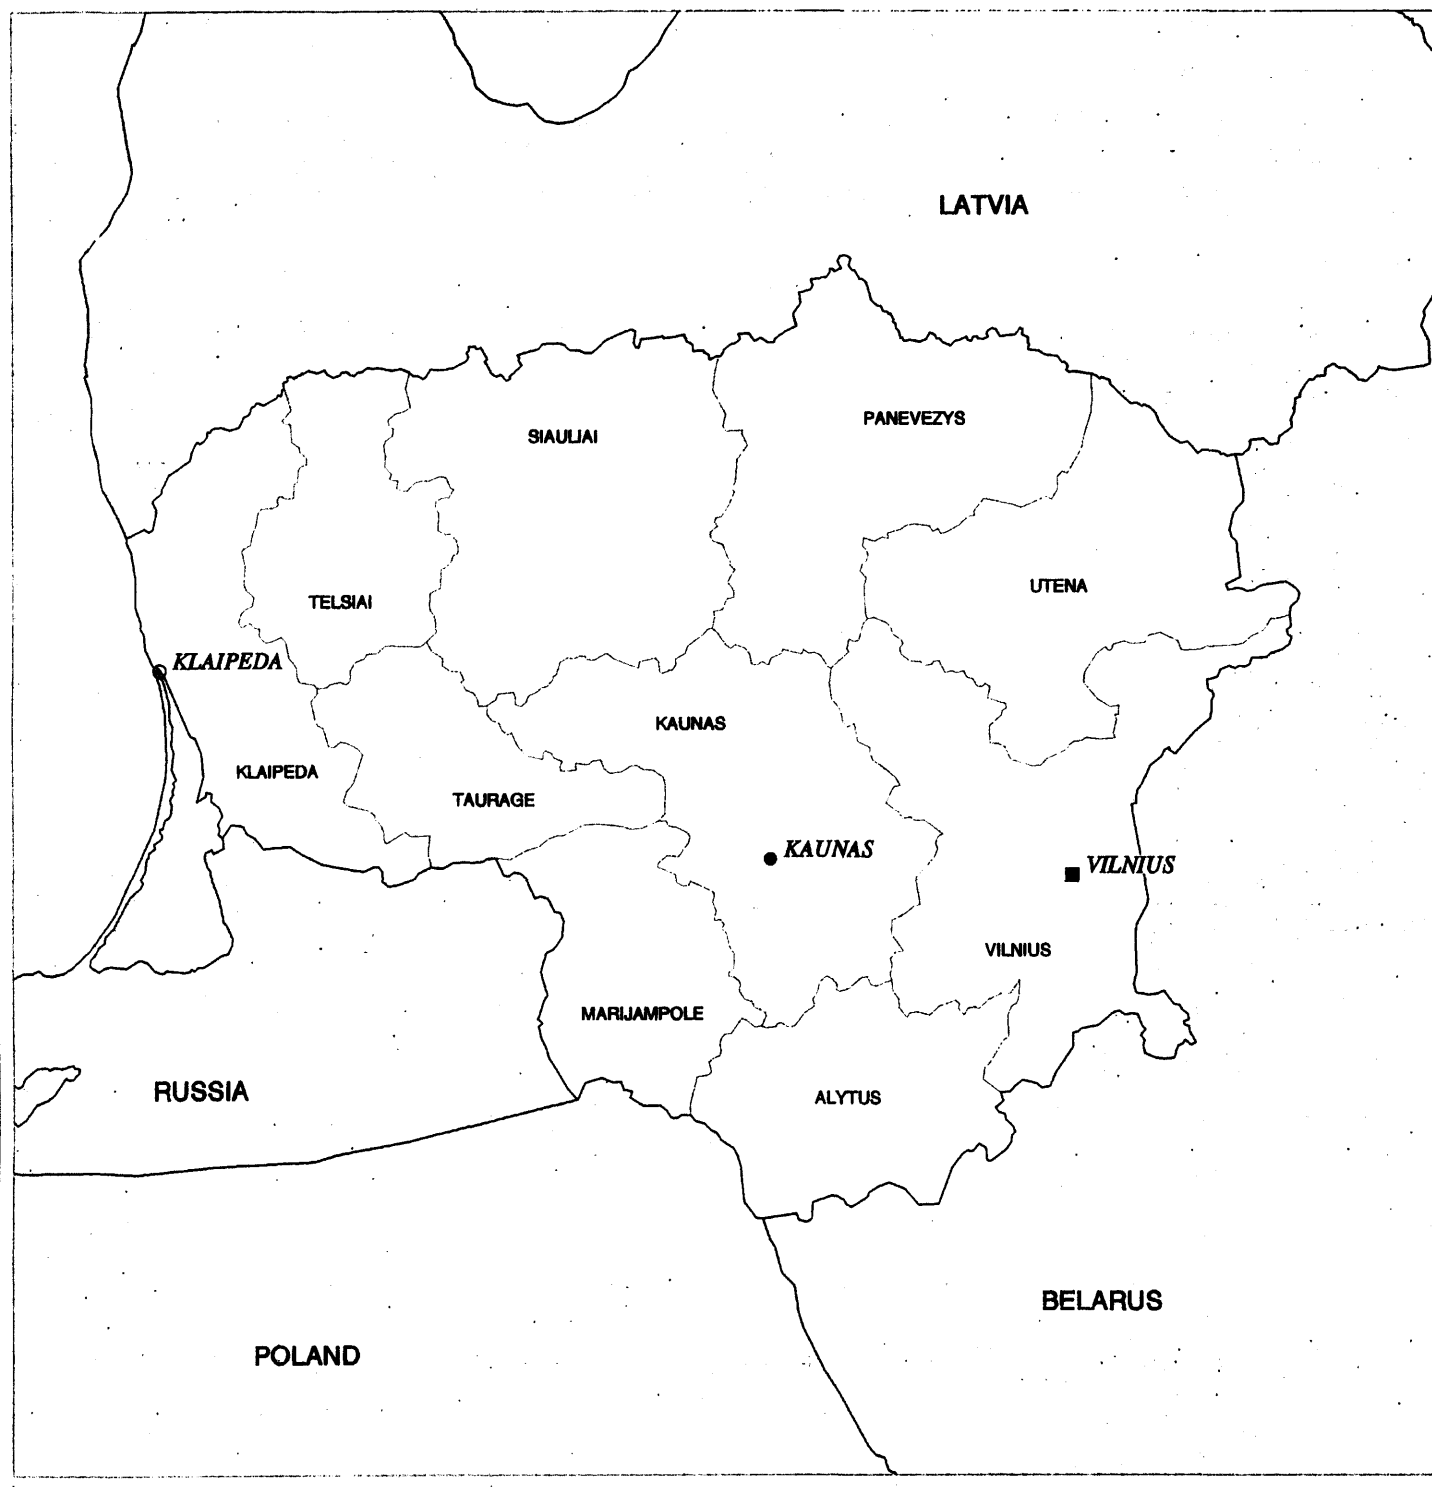 LATVIA
PANEVEZYS
SIAULIAI
UTENA
TELSIAI
KLAIPEDA
KAUNAS
KLAIPEDA
TAURAGE
KAUNAS
VILNIUS
VILNIUS
MARIJAMPOLE
RUSSIA
ALYTUS
BELARUS
POLAND